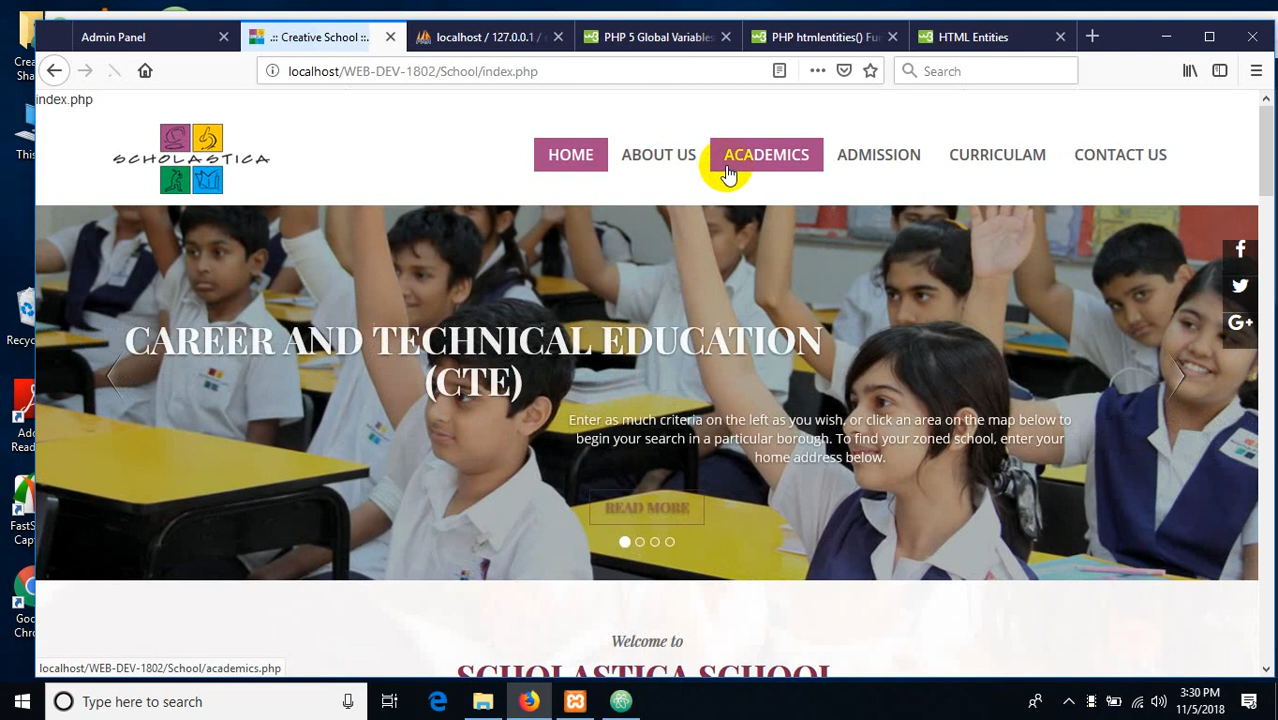 Admin Panel
.:: Creative School ::.
localhost / 127.0.0.1 /
PHP 5 Global Variables
PHP htmlentities() Fu
HTML Entities
localhost/WEB-DEV-1802/School/index.php
Search
index.php
SCHOLASTICA
HOME
ABOUT US
ACADEMICS
ADMISSION
CURRICULAM
CONTACT US
CAREER AND TECHNICAL EDUCATION
(CTE)
Enter as much criteria on the left as you wish, or click an area on the map below to
begin your search in a particular borough. To find your zoned school, enter your
home address below.
READ MORE
Welcome to
SCHOLASTICA SCHOOL
localhost/WEB-DEV-1802/School/academics.php
Type here to search
3:30 PM
11/5/2018